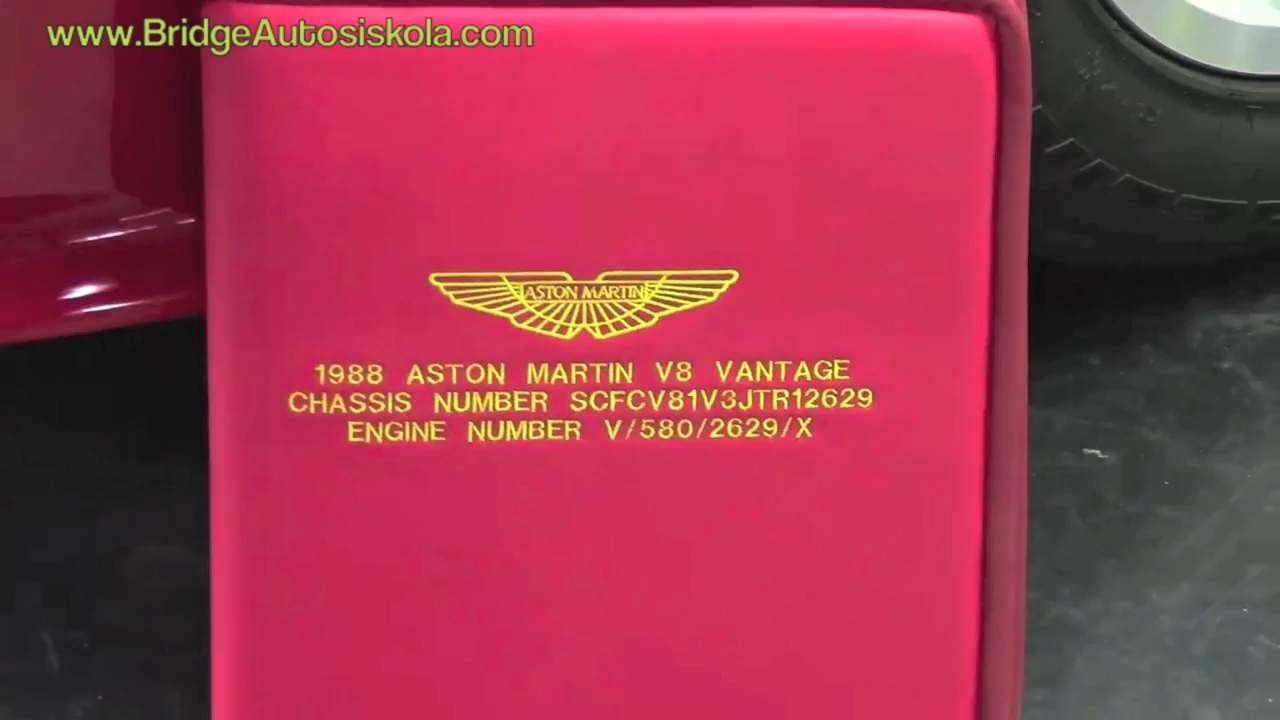 www.BridgeAutosiskola.com
ASTON MARTIN
1988 ASTON MARTIN V8 VANTAGE
CHASSIS NUMBER SCFCV81V3JTR12629
ENGINE NUMBER V/580/2629/X